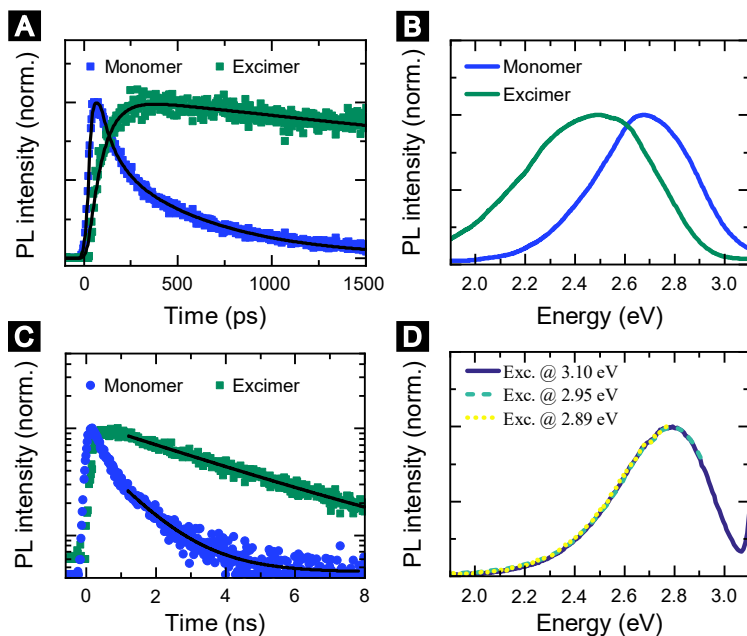 A
Monomer Excimer
PL intensity (norm.)
0 500 1000 1500
Time (ps)
B
Monomer
Excimer
PL intensity (norm.)
2.0 2.2 2.4 2.6 2.8 3.0
Energy (eV)
C
Monomer Excimer
PL intensity (norm.)
0 2 4 6 8
Time (ns)
D
Exc. @ 3.10 eV
Exc. @ 2.95 eV
Exc. @ 2.89 eV
PL intensity (norm.)
2.0 2.2 2.4 2.6 2.8 3.0
Energy (eV)